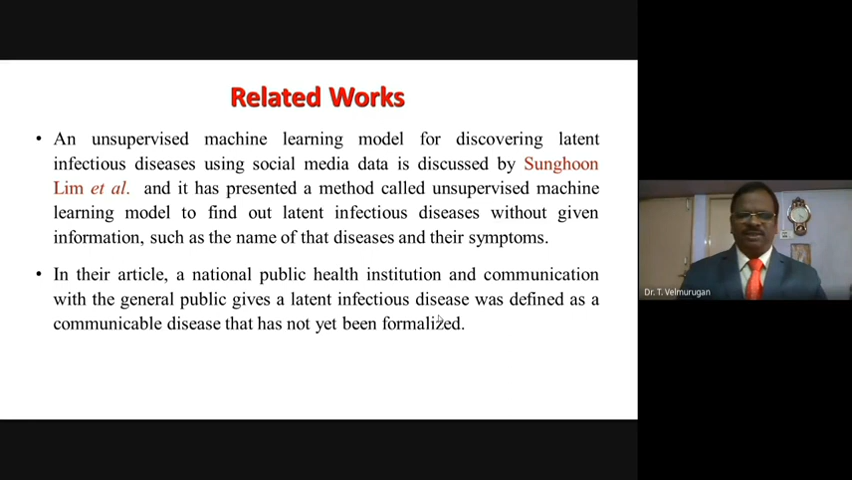 Related Works
• An unsupervised machine learning model for discovering latent
infectious diseases using social media data is discussed by Sunghoon
Lim et al. and it has presented a method called unsupervised machine
learning model to find out latent infectious diseases without given
information, such as the name of that diseases and their symptoms.
• In their article, a national public health institution and communication
with the general public gives a latent infectious disease was defined as a
communicable disease that has not yet been formalized.
Dr. T. Velmurugan